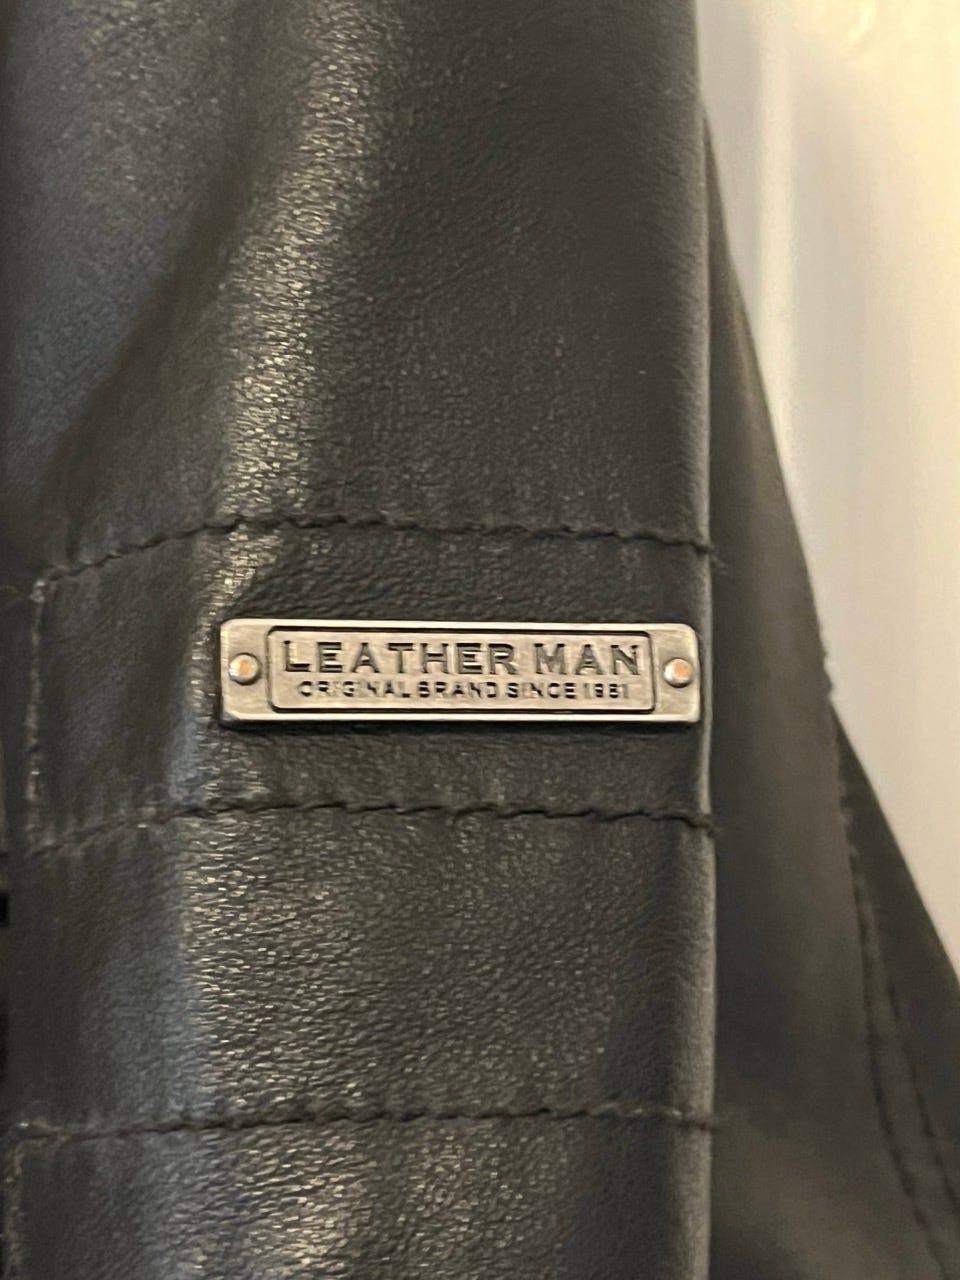 LEATHER MAN
ORIGINAL BRAND SINCE 1981